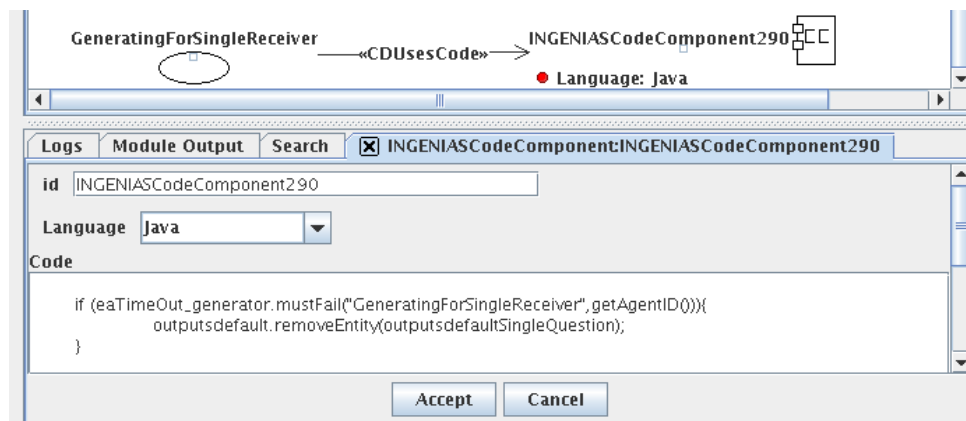 GeneratingForSingleReceiver
«CDUsesCode»
INGENIASCodeComponent290
Language: Java
Logs Module Output Search INGENIASCodeComponent:INGENIASCodeComponent290
id INGENIASCodeComponent290
Language Java
Code
if (eaTimeOut_generator.mustFail("GeneratingForSingleReceiver",getAgentID())){
outputsdefault.removeEntity(outputsdefaultSingleQuestion);
}
Accept Cancel